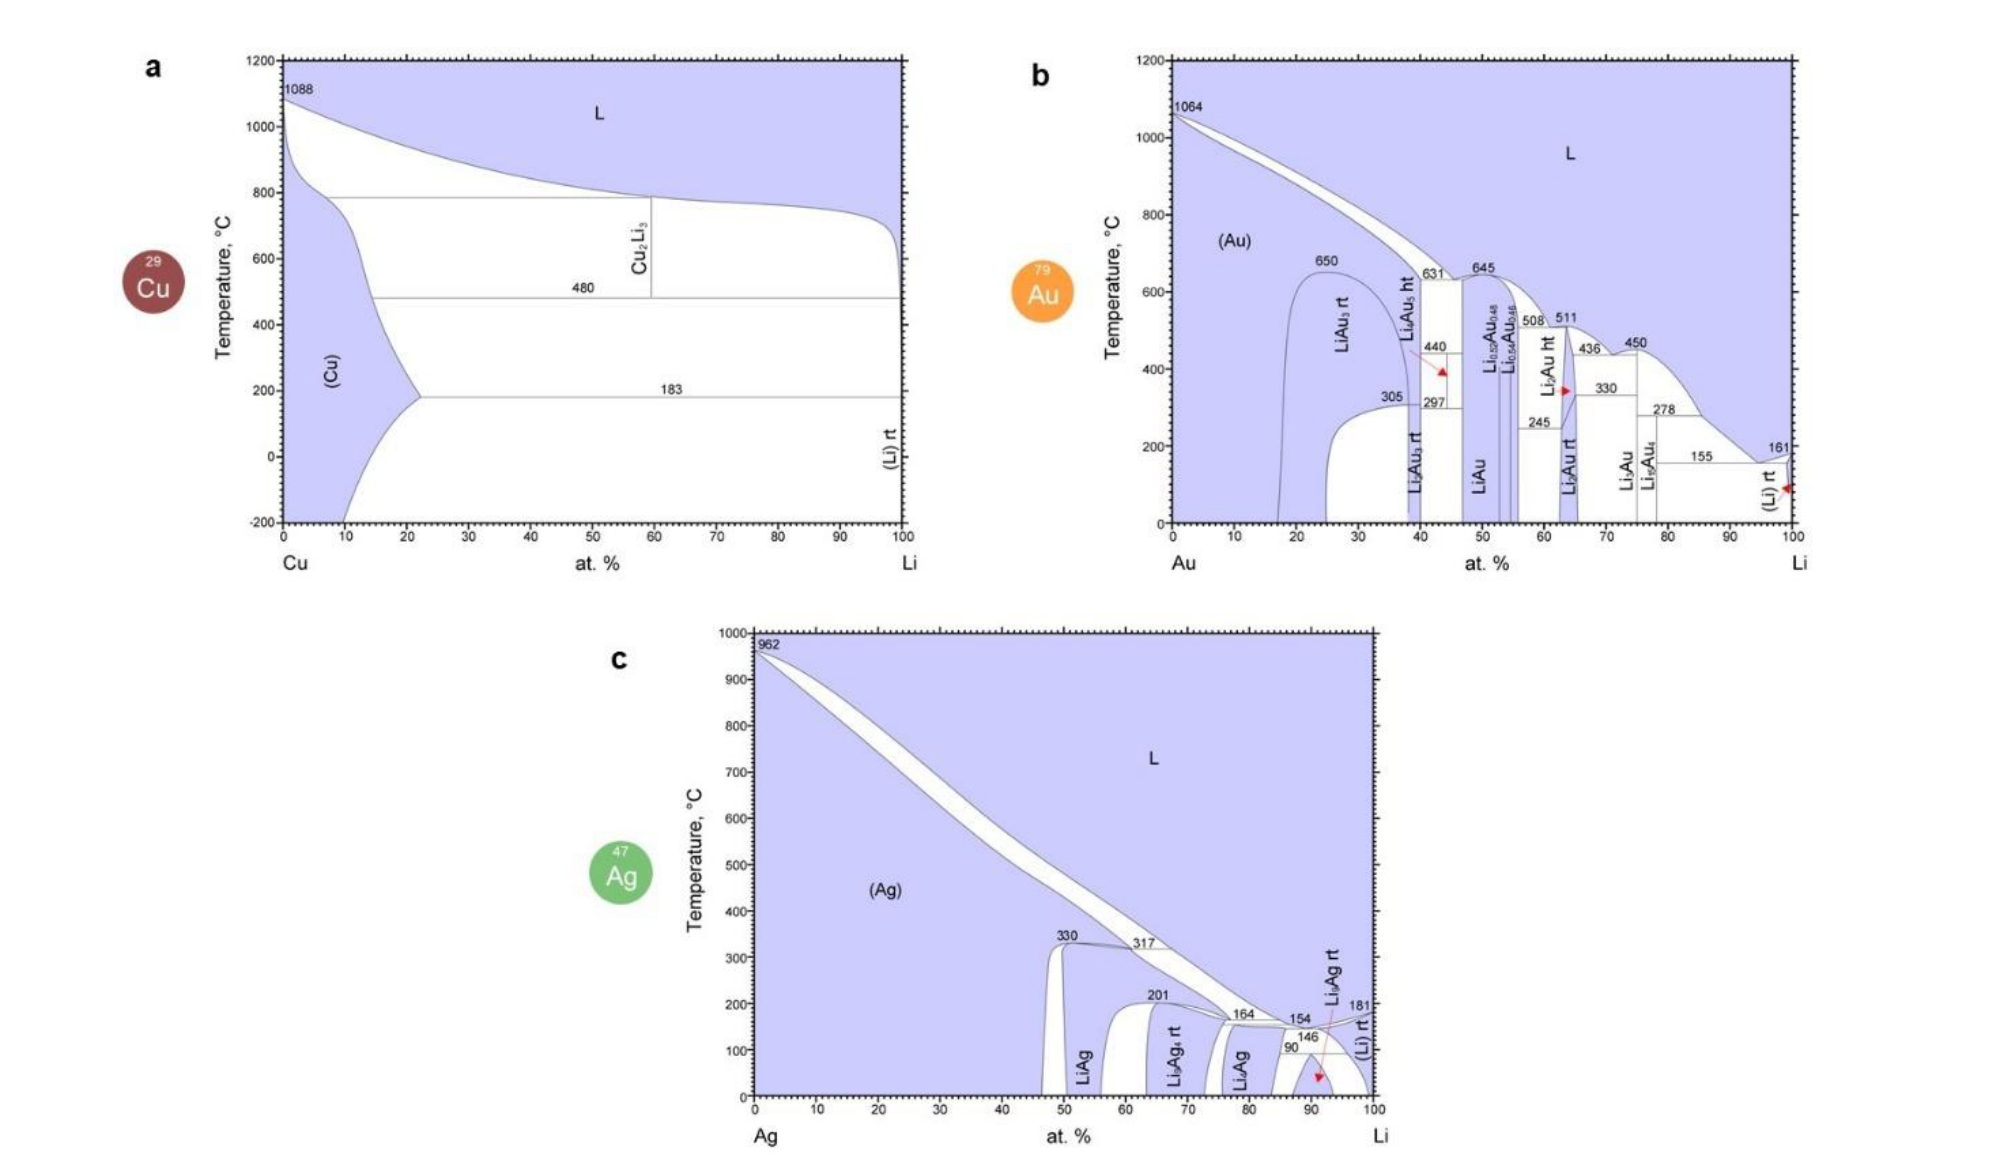 a
29
Cu
Temperature, °C
1200
1000
800
600
400
200
0
-200
1088
L
Cu₂Li₃
480
(Cu)
183
(Li) rt
0 10 20 30 40 50 60 70 80 90 100
Cu at. % Li
b
79
Au
Temperature, °C
1200
1000
800
600
400
200
0
1064
L
(Au)
650
631
645
LiAu₃ rt
Li₄Au₅ ht
Li₀.₅₂Au₀.₄₈
Li₀.₅₄Au₀.₄₆
508
511
Li₂Au ht
436
450
440
330
305
297
278
245
155
161
LiAu
Li₂Au rt
Li₃Au
(Li) rt
0 10 20 30 40 50 60 70 80 90 100
Au at. % Li
c
47
Ag
Temperature, °C
1000
900
800
700
600
500
400
300
200
100
0
962
L
(Ag)
330
317
201
164
154
181
146
90
LiAg
Li₉Ag₄ rt
Li₄Ag
Li₉Ag rt
(Li) rt
0 10 20 30 40 50 60 70 80 90 100
Ag at. % Li